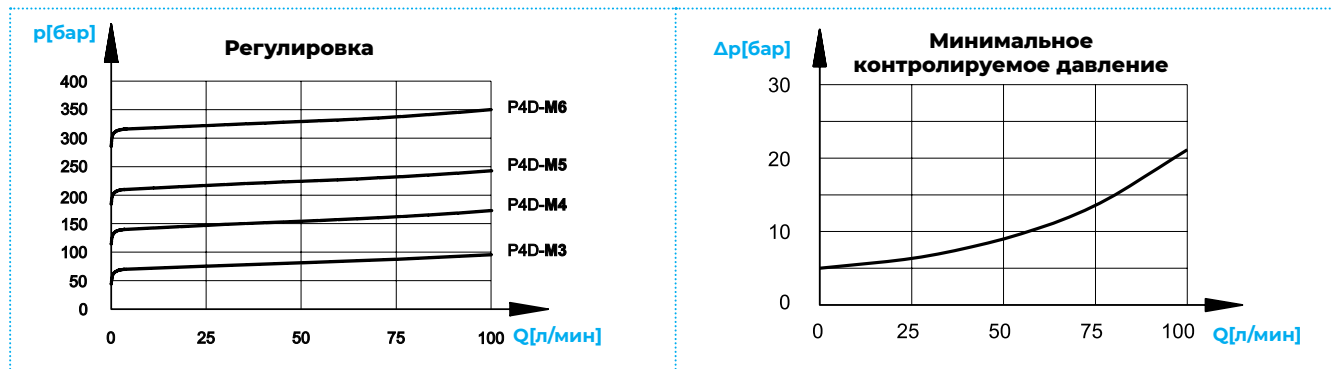 p[бар]
Регулировка
400
350
300
250
200
150
100
50
0
P4D-M6
P4D-M5
P4D-M4
P4D-M3
0 25 50 75 100 Q[л/мин]
Δp[бар]
Минимальное
контролируемое давление
30
20
10
0
0 25 50 75 100 Q[л/мин]